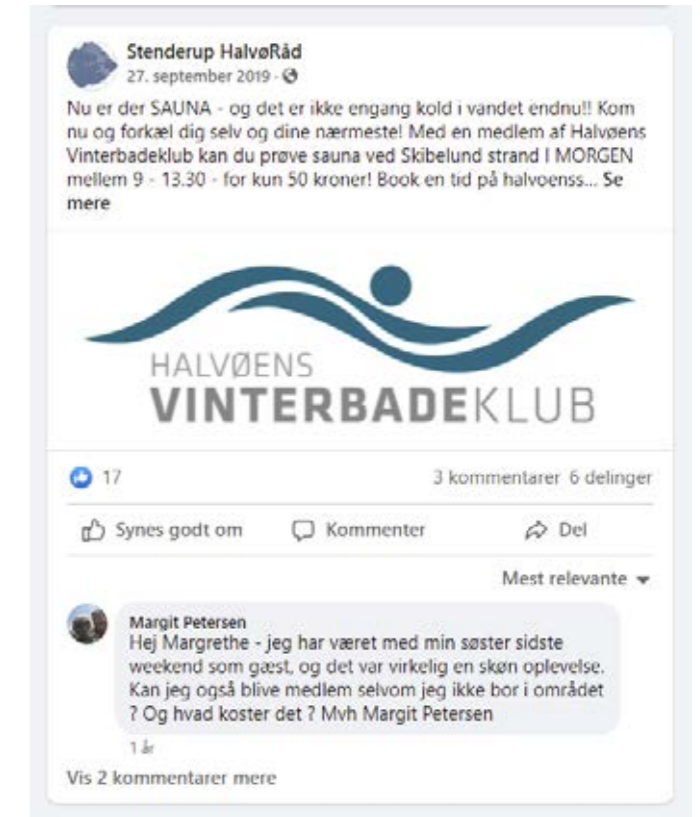 Stenderup HalvøRåd
27. september 2019 ·
Nu er der SAUNA - og det er ikke engang kold i vandet endnu!! Kom
nu og forkæl dig selv og dine nærmeste! Med en medlem af Halvøens
Vinterbadeklub kan du prøve sauna ved Skibelund strand I MORGEN
mellem 9 - 13.30 - for kun 50 kroner! Book en tid på halvoenss... Se
mere
HALVØENS
VINTERBADEKLUB
17
3 kommentarer 6 delinger
Synes godt om Kommenter Del
Mest relevante
Margit Petersen
Hej Margrethe - jeg har været med min søster sidste
weekend som gæst, og det var virkelig en skøn oplevelse.
Kan jeg også blive medlem selvom jeg ikke bor i området
? Og hvad koster det ? Mvh Margit Petersen
1 år
Vis 2 kommentarer mere